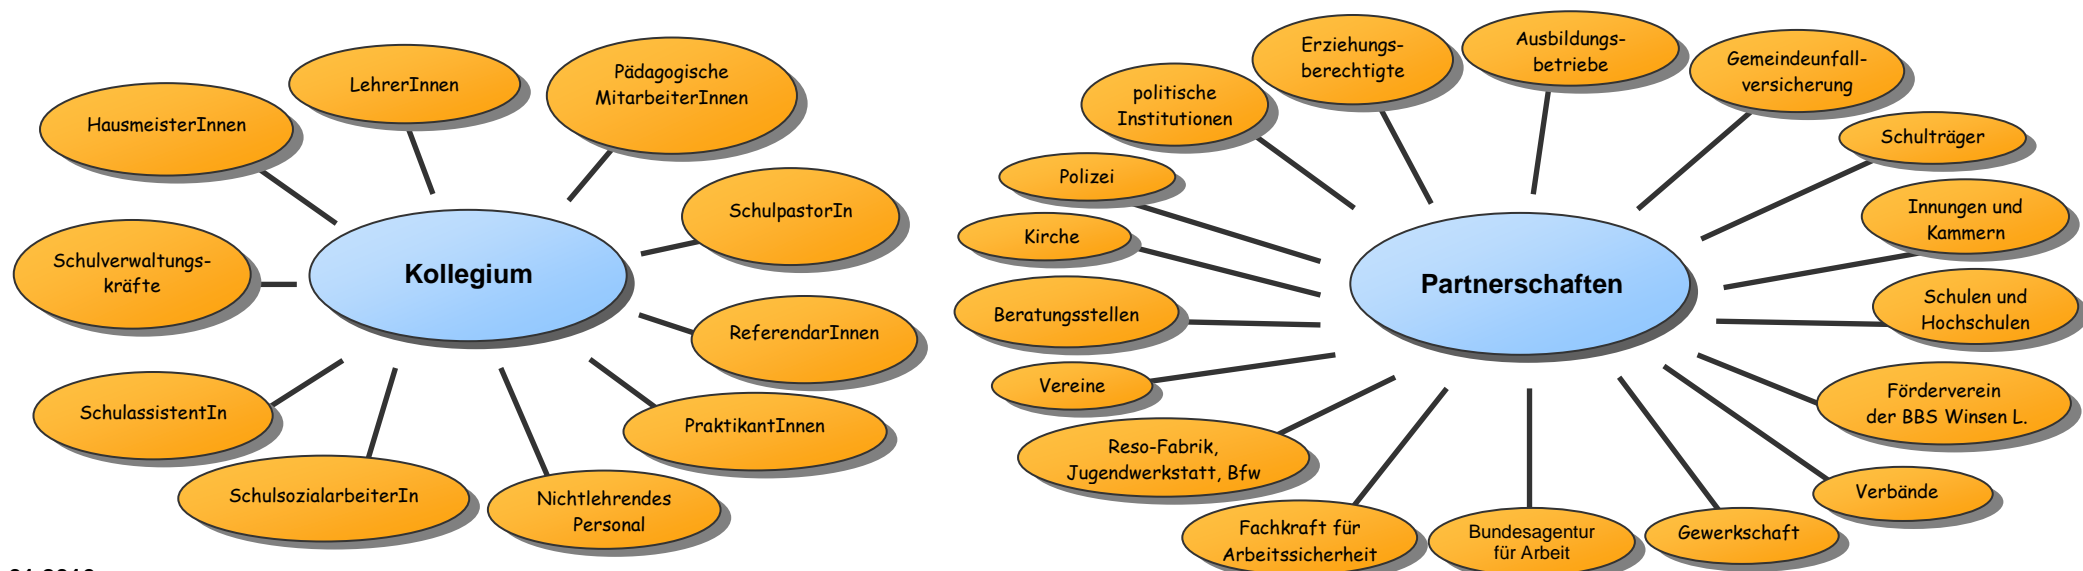 LehrerInnen
Pädagogische
MitarbeiterInnen
HausmeisterInnen
SchulpastorIn
Schulverwaltungs-
kräfte
Kollegium
ReferendarInnen
SchulassistentIn
PraktikantInnen
SchulsozialarbeiterIn
Nichtlehrendes
Personal
Erziehungs-
berechtigte
Ausbildungs-
betriebe
Gemeindeunfall-
versicherung
politische
Institutionen
Schulträger
Polizei
Innungen und
Kammern
Kirche
Partnerschaften
Beratungsstellen
Schulen und
Hochschulen
Vereine
Förderverein
der BBS Winsen L.
Reso-Fabrik,
Jugendwerkstatt, Bfw
Verbände
Fachkraft für
Arbeitssicherheit
Bundesagentur
für Arbeit
Gewerkschaft